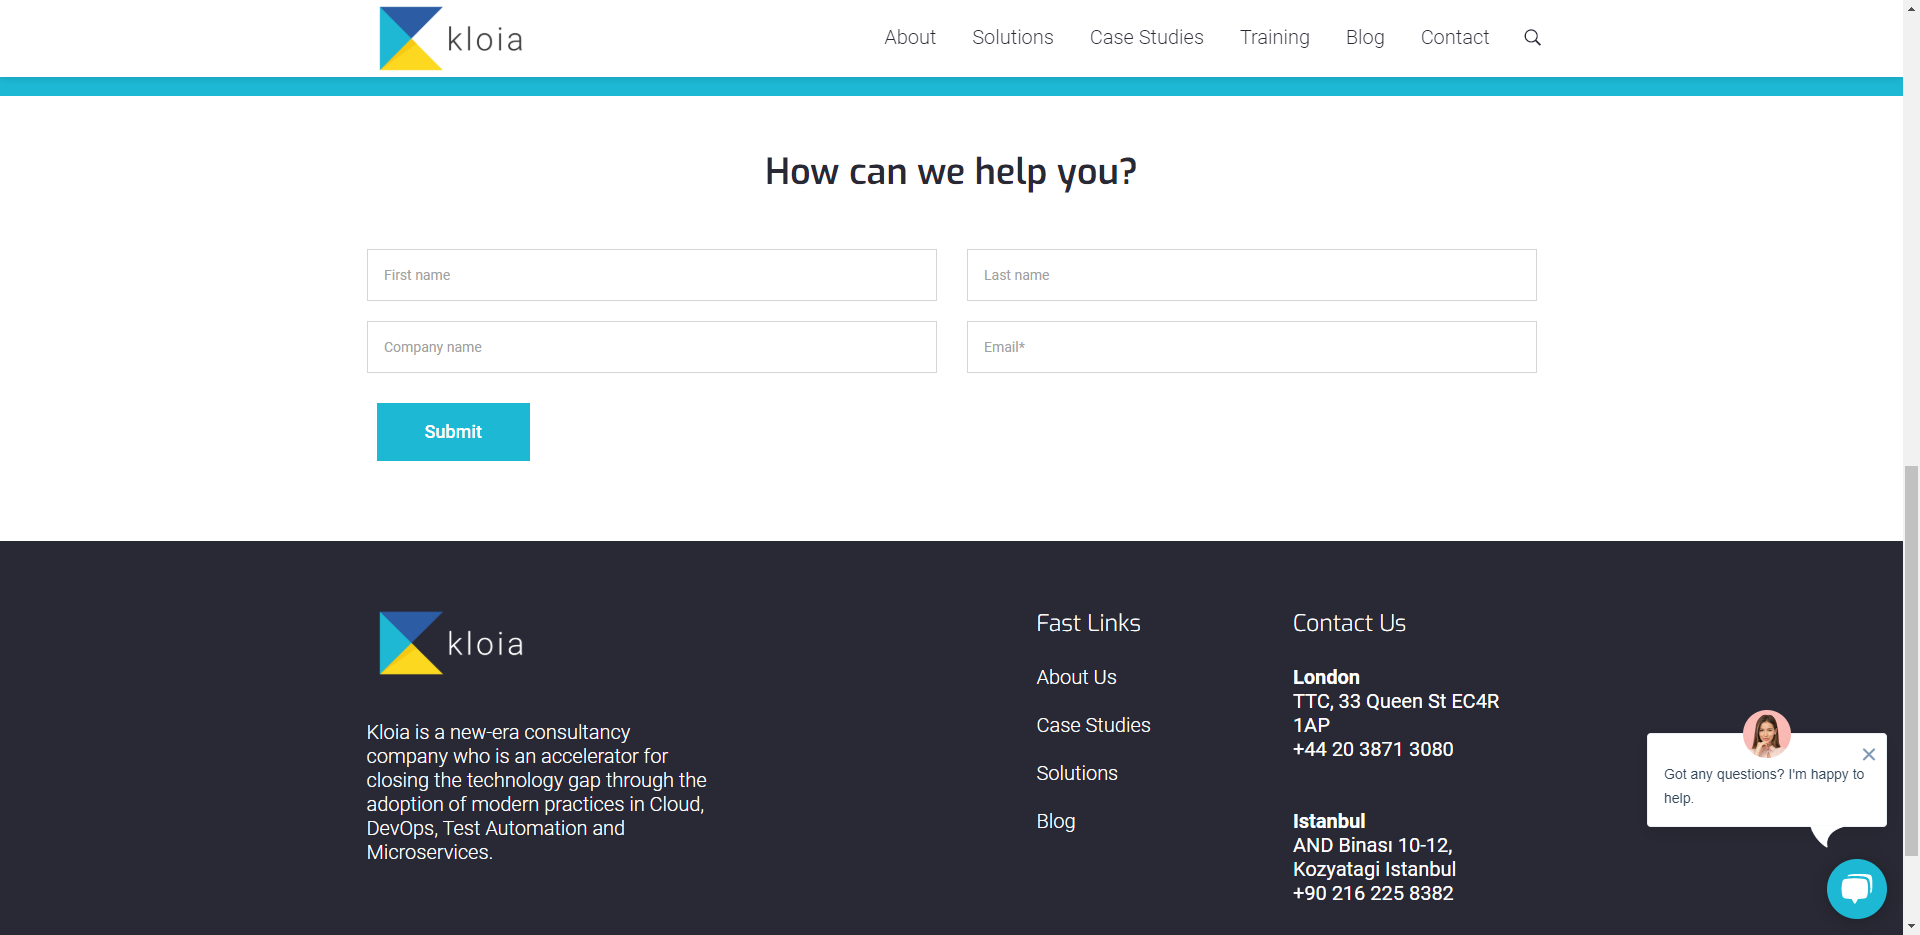 kloia
About Solutions Case Studies Training Blog Contact
How can we help you?
First name
Last name
Company name
Email*
Submit
kloia
Kloia is a new-era consultancy
company who is an accelerator for
closing the technology gap through the
adoption of modern practices in Cloud,
DevOps, Test Automation and
Microservices.
Fast Links
About Us
Case Studies
Solutions
Blog
Contact Us
London
TTC, 33 Queen St EC4R
1AP
+44 20 3871 3080
Istanbul
AND Binası 10-12,
Kozyatagi Istanbul
+90 216 225 8382
Got any questions? I'm happy to
help.